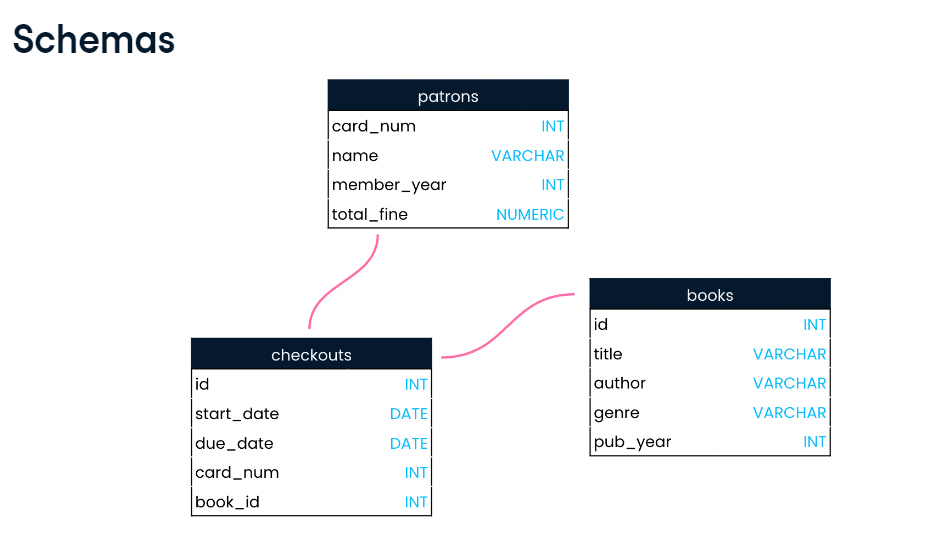 Schemas
patrons
card_num INT
name VARCHAR
member_year INT
total_fine NUMERIC
books
id INT
title VARCHAR
author VARCHAR
genre VARCHAR
pub_year INT
checkouts
id INT
start_date DATE
due_date DATE
card_num INT
book_id INT